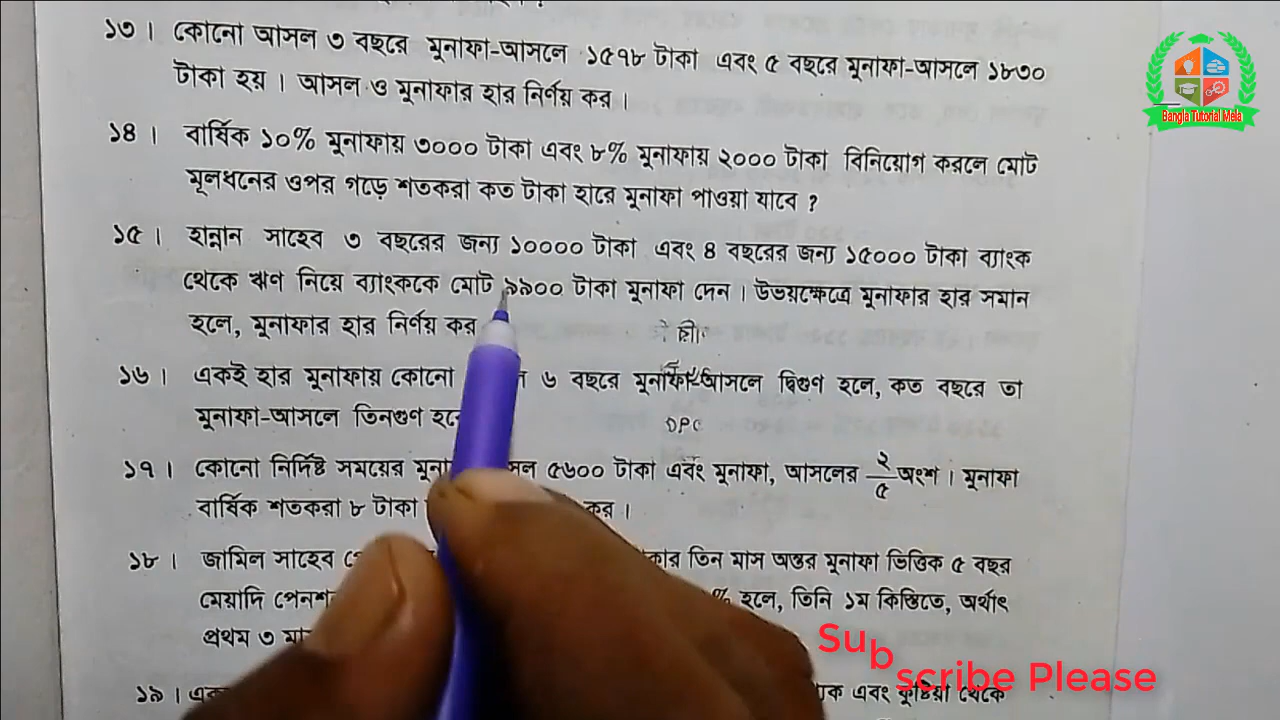 ১৩। কোনো আসল ৩ বছরে মুনাফা-আসলে ১৫৭৮ টাকা এবং ৫ বছরে মুনাফা-আসলে ১৮৩০
টাকা হয়। আসল ও মুনাফার হার নির্ণয় কর।
Bangla Tutorial Mela
১৪। বার্ষিক ১০% মুনাফায় ৩০০০ টাকা এবং ৮% মুনাফায় ২০০০ টাকা বিনিয়োগ করলে মোট
মূলধনের ওপর গড়ে শতকরা কত টাকা হারে মুনাফা পাওয়া যাবে ?
১৫। হান্নান সাহেব ৩ বছরের জন্য ১০০০০ টাকা এবং ৪ বছরের জন্য ১৫০০০ টাকা ব্যাংক
থেকে ঋণ নিয়ে ব্যাংককে মোট ৯৯০০ টাকা মুনাফা দেন। উভয়ক্ষেত্রে মুনাফার হার সমান
হলে, মুনাফার হার নির্ণয় কর
১৬। একই হার মুনাফায় কোনো ৬ বছরে মুনাফা-আসলে দ্বিগুণ হলে, কত বছরে তা
মুনাফা-আসলে তিনগুণ হবে
১৭। কোনো নির্দিষ্ট সময়ের ৫৬০০ টাকা এবং মুনাফা, আসলের ২/৫ অংশ। মুনাফা
বার্ষিক শতকরা ৮ টাকা কর।
১৮। জামিল সাহেব তিন মাস অন্তর মুনাফা ভিত্তিক ৫ বছর
মেয়াদি % হলে, তিনি ১ম কিস্তিতে, অর্থাৎ
প্রথম ৩
১৯। এবং কুষ্টিয়া থেকে
Subscribe Please